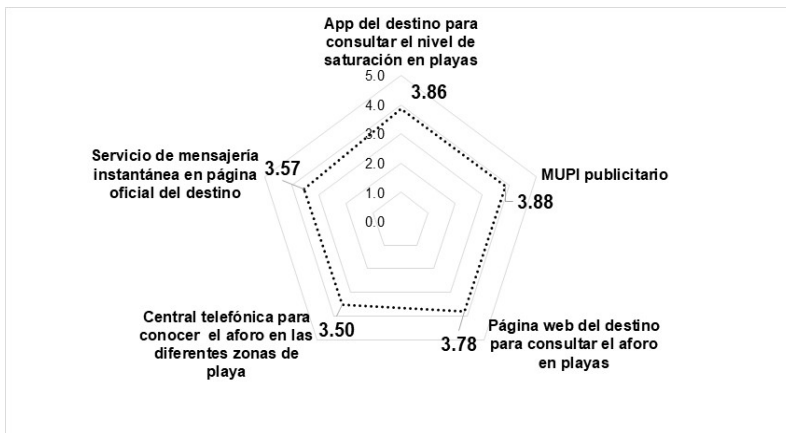 App del destino para
consultar el nivel de
saturación en playas
5.0
4.0
3.0
2.0
1.0
0.0
3.86
MUPI publicitario
3.88
Página web del destino
para consultar el aforo
en playas
3.78
Central telefónica para
conocer el aforo en las
diferentes zonas de
playa
3.50
Servicio de mensajería
instantánea en página
oficial del destino
3.57